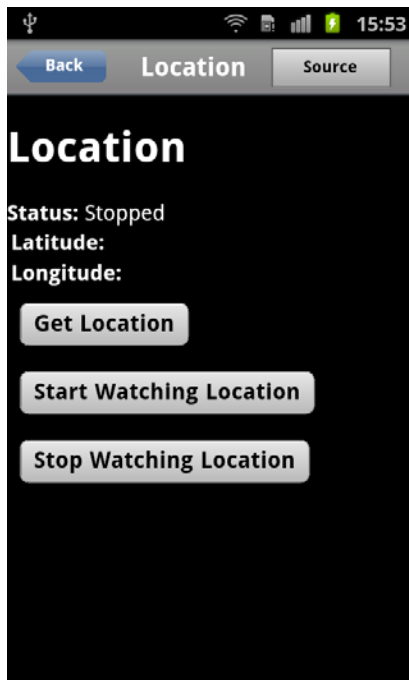 15:53
Back Location Source
Location
Status: Stopped
Latitude:
Longitude:
Get Location
Start Watching Location
Stop Watching Location